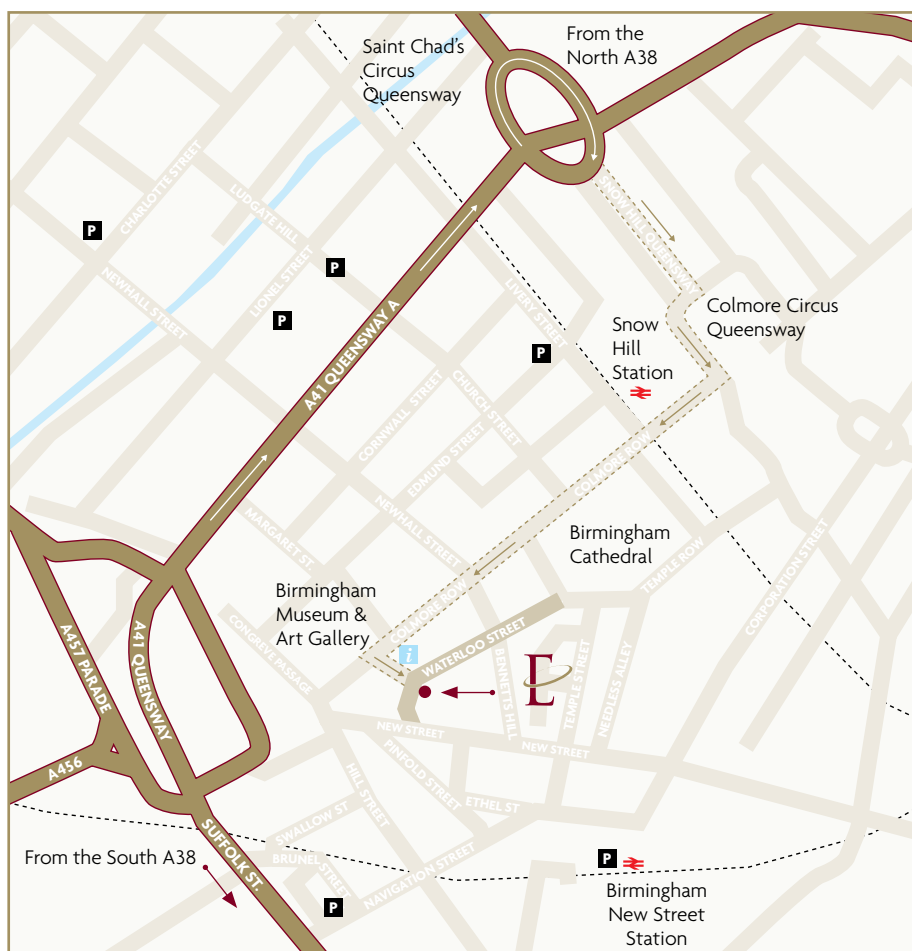 Saint Chad's
Circus
Queensway
From the
North A38
CHARLOTTE STREET
LUDGATE HILL
SNOWHILL QUEENSWAY
P
NEWHALL STREET
LIONEL STREET
P
P
LIVERY STREET
A41 QUEENSWAY A
Colmore Circus
Queensway
Snow
Hill
Station
P
CORNWALL STREET
CHURCH STREET
EDMUND STREET
COLMORE ROW
NEWHALL STREET
MARGARET ST.
Birmingham
Cathedral
TEMPLE ROW
CORPORATION STREET
Birmingham
Museum &
Art Gallery
COLMORE ROW
CONGREVE PASSAGE
i
WATERLOO STREET
E
BENNETTS HILL
TEMPLE STREET
NEEDLESS ALLEY
A457 PARADE
A41 QUEENSWAY
NEW STREET
NEW STREET
A456
PINFOLD STREET
HILL STREET
ETHEL ST
SWALLOW ST
SUFFOLK ST.
From the South A38
BRUNEL STREET
NAVIGATION STREET
P
P
Birmingham
New Street
Station